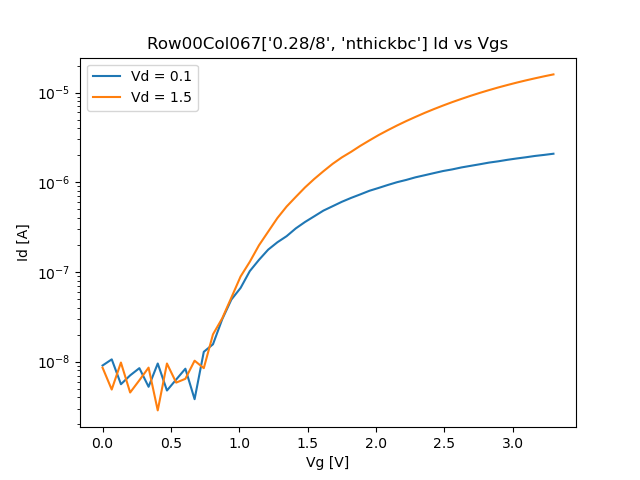 Row00Col067['0.28/8', 'nthickbc'] Id vs Vgs
Vd = 0.1
Vd = 1.5
Id [A]
10⁻⁵
10⁻⁶
10⁻⁷
10⁻⁸
0.0 0.5 1.0 1.5 2.0 2.5 3.0
Vg [V]